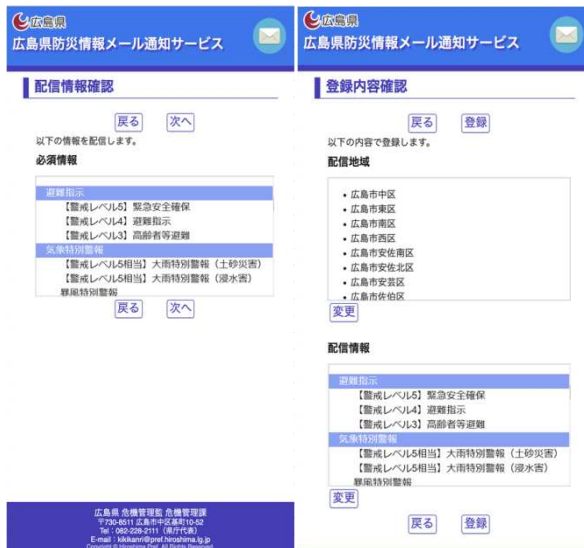 広島県
広島県防災情報メール通知サービス
配信情報確認
戻る 次へ
以下の情報を配信します。
必須情報
避難指示
【警戒レベル5】緊急安全確保
【警戒レベル4】避難指示
【警戒レベル3】高齢者等避難
気象特別警報
【警戒レベル5相当】大雨特別警報（土砂災害）
【警戒レベル5相当】大雨特別警報（浸水害）
暴風特別警報
戻る 次へ
広島県 危機管理監 危機管理課
〒730-8511 広島市中区基町10-52
Tel：082-228-2111（県庁代表）
E-mail：kikikanri@pref.hiroshima.lg.jp
Copyright © Hiroshima Pref. All Rights Reserved.
広島県
広島県防災情報メール通知サービス
登録内容確認
戻る 登録
以下の内容で登録します。
配信地域
• 広島市中区
• 広島市東区
• 広島市南区
• 広島市西区
• 広島市安佐南区
• 広島市安佐北区
• 広島市安芸区
• 広島市佐伯区
変更
配信情報
避難指示
【警戒レベル5】緊急安全確保
【警戒レベル4】避難指示
【警戒レベル3】高齢者等避難
気象特別警報
【警戒レベル5相当】大雨特別警報（土砂災害）
【警戒レベル5相当】大雨特別警報（浸水害）
暴風特別警報
変更
戻る 登録